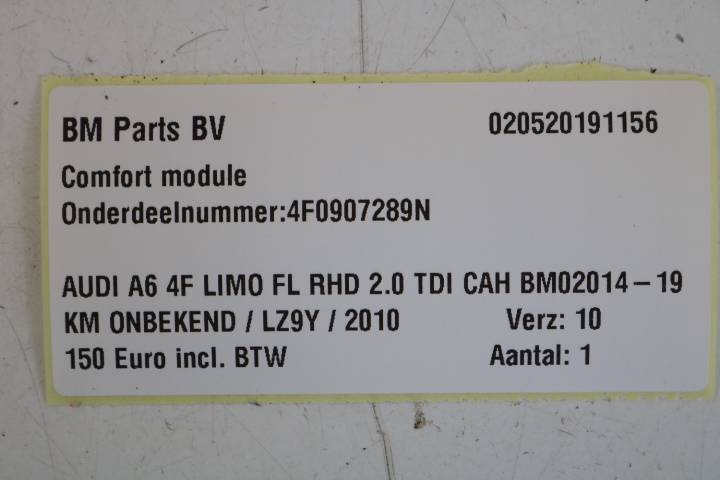 BM Parts BV 020520191156
Comfort module
Onderdeelnummer:4F0907289N
AUDI A6 4F LIMO FL RHD 2.0 TDI CAH BM02014-19
KM ONBEKEND / LZ9Y / 2010 Verz: 10
150 Euro incl. BTW Aantal: 1